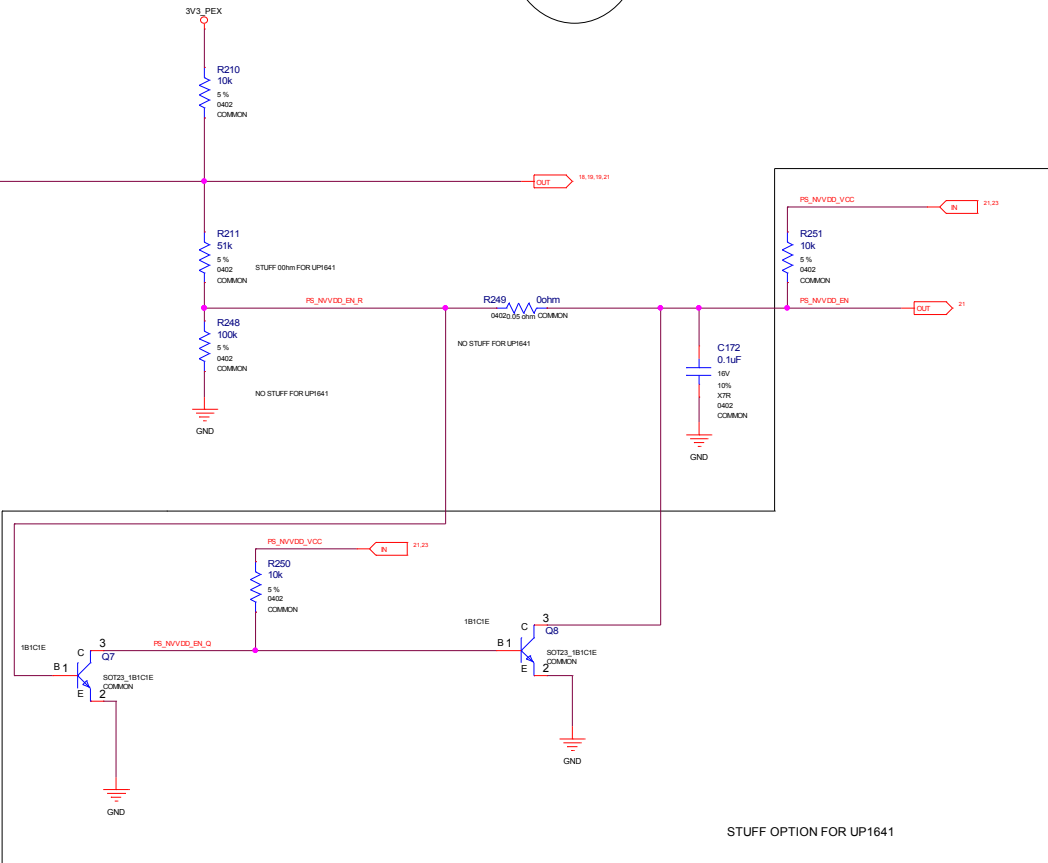 3V3_PEX
R210
10k
5 %
0402
COMMON
OUT
18,19,19,21
R211
51k
5 %
0402
COMMON
STUFF 00hm FOR UP1641
PS_NVVDD_VCC
IN
21,23
R251
10k
5 %
0402
COMMON
PS_NVVDD_EN_R
R249
0ohm
0402
0.05 ohm
COMMON
NO STUFF FOR UP1641
PS_NVVDD_EN
OUT
21
R248
100k
5 %
0402
COMMON
NO STUFF FOR UP1641
GND
C172
0.1uF
16V
10%
X7R
0402
COMMON
GND
PS_NVVDD_VCC
IN
21,23
R250
10k
5 %
0402
COMMON
1B1C1E
C
3
Q7
B 1
SOT23_1B1C1E
COMMON
E
2
GND
PS_NVVDD_EN_Q
1B1C1E
C
3
Q8
B 1
SOT23_1B1C1E
COMMON
E
2
GND
STUFF OPTION FOR UP1641